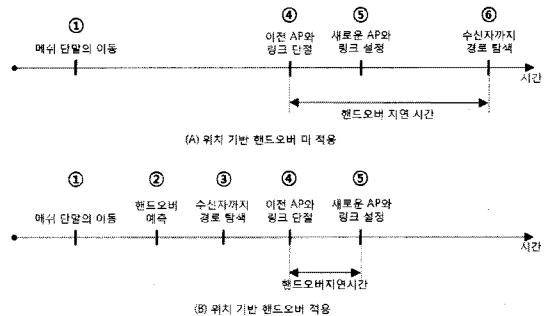 ① ④ ⑤ ⑥
메쉬 단말의 이동 이전 AP와 새로운 AP와 수신자까지
링크 단절 링크 설정 경로 탐색
시간
핸드오버 지연 시간
(A) 위치 기반 핸드오버 미 적용
① ② ③ ④ ⑤
메쉬 단말의 이동 핸드오버 수신자까지 이전 AP와 새로운 AP와
예측 경로 탐색 링크 단절 링크 설정
시간
핸드오버지연시간
(B) 위치 기반 핸드오버 적용